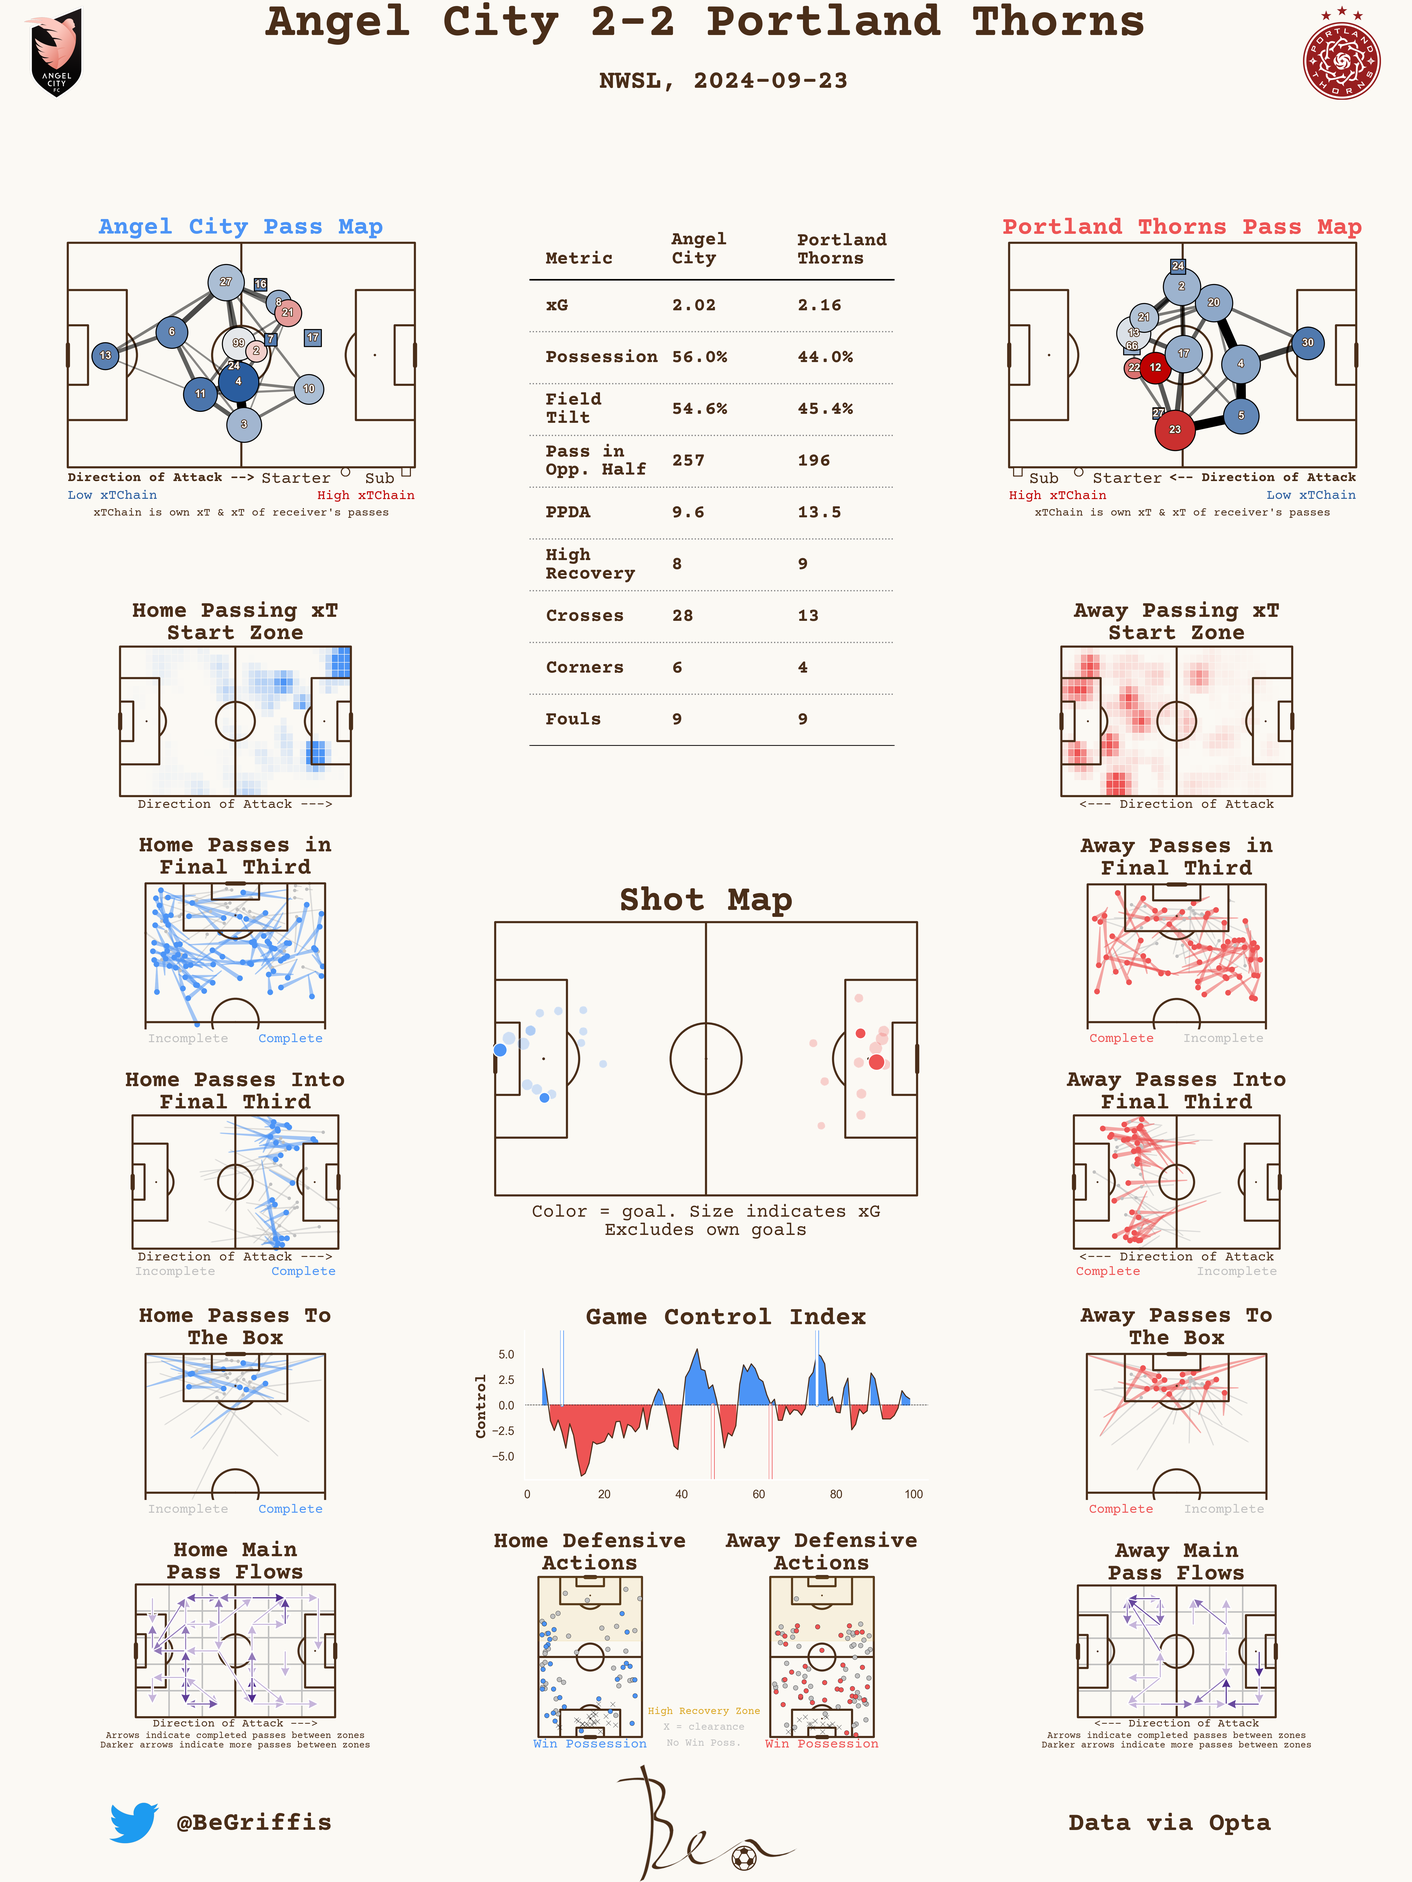 Angel City 2-2 Portland Thorns
NWSL, 2024-09-23
ANGEL
CITY
FC
PORTLAND
THORNS
Angel City Pass Map
27
16
8
21
6
99
7
17
2
13
24
4
11
10
3
Direction of Attack --> Starter Sub
Low xTChain High xTChain
xTChain is own xT & xT of receiver's passes
Metric Angel City Portland Thorns
xG 2.02 2.16
Possession 56.0% 44.0%
Field Tilt 54.6% 45.4%
Pass in Opp. Half 257 196
PPDA 9.6 13.5
High Recovery 8 9
Crosses 28 13
Corners 6 4
Fouls 9 9
Portland Thorns Pass Map
24
2
20
21
13
66
30
17
4
22
12
27
5
23
Sub Starter <-- Direction of Attack
High xTChain Low xTChain
xTChain is own xT & xT of receiver's passes
Home Passing xT
Start Zone
Direction of Attack --->
Away Passing xT
Start Zone
<--- Direction of Attack
Home Passes in
Final Third
Incomplete Complete
Away Passes in
Final Third
Complete Incomplete
Shot Map
Color = goal. Size indicates xG
Excludes own goals
Home Passes Into
Final Third
Direction of Attack --->
Incomplete Complete
Away Passes Into
Final Third
<--- Direction of Attack
Complete Incomplete
Home Passes To
The Box
Incomplete Complete
Game Control Index
Control
5.0
2.5
0.0
−2.5
−5.0
0 20 40 60 80 100
Away Passes To
The Box
Complete Incomplete
Home Main
Pass Flows
Direction of Attack --->
Arrows indicate completed passes between zones
Darker arrows indicate more passes between zones
Home Defensive
Actions
Win Possession
High Recovery Zone
X = clearance
No Win Poss.
Away Defensive
Actions
Win Possession
Away Main
Pass Flows
<--- Direction of Attack
Arrows indicate completed passes between zones
Darker arrows indicate more passes between zones
@BeGriffis
Ben
Data via Opta